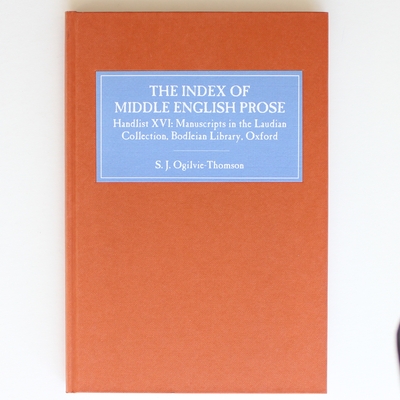 THE INDEX OF
MIDDLE ENGLISH PROSE
Handlist XVI: Manuscripts in the Laudian
Collection, Bodleian Library, Oxford
S. J. Ogilvie-Thomson